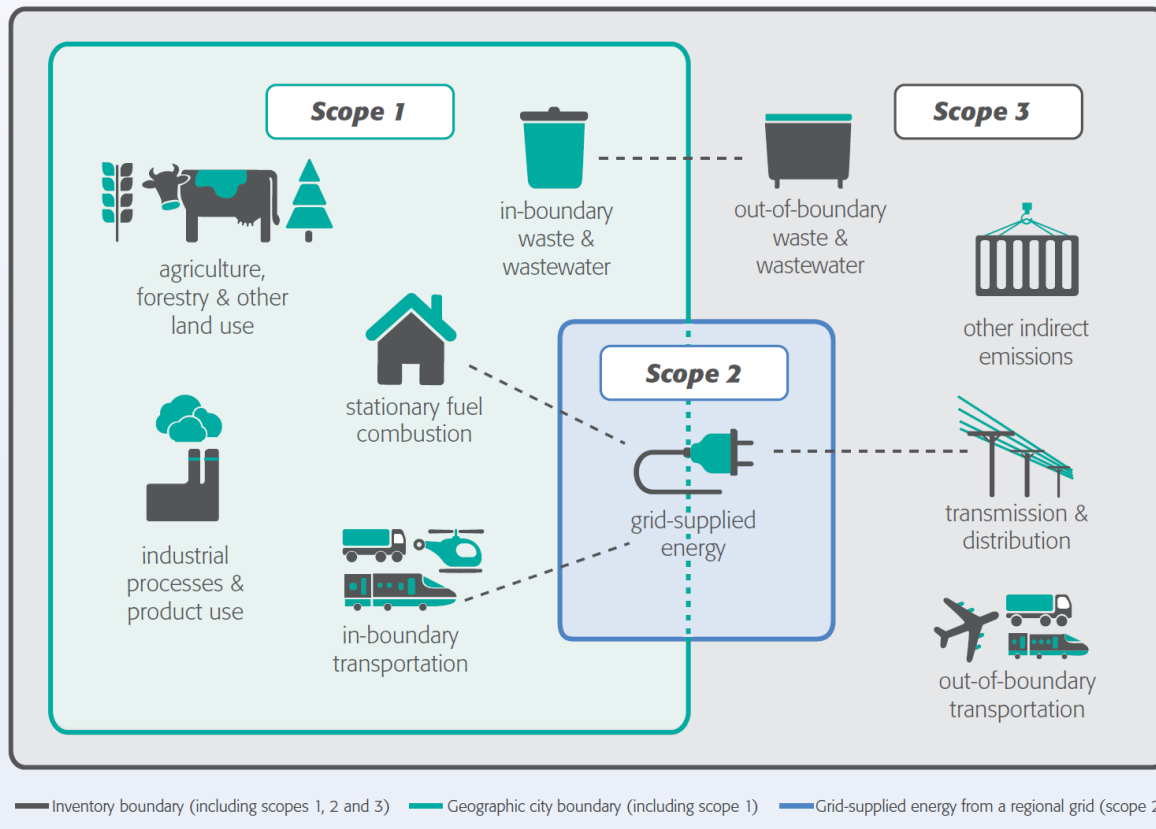 Scope 1
Scope 3
in-boundary
waste &
wastewater
out-of-boundary
waste &
wastewater
agriculture,
forestry & other
land use
other indirect
emissions
Scope 2
stationary fuel
combustion
grid-supplied
energy
transmission &
distribution
industrial
processes &
product use
in-boundary
transportation
out-of-boundary
transportation
Inventory boundary (including scopes 1, 2 and 3)
Geographic city boundary (including scope 1)
Grid-supplied energy from a regional grid (scope 2